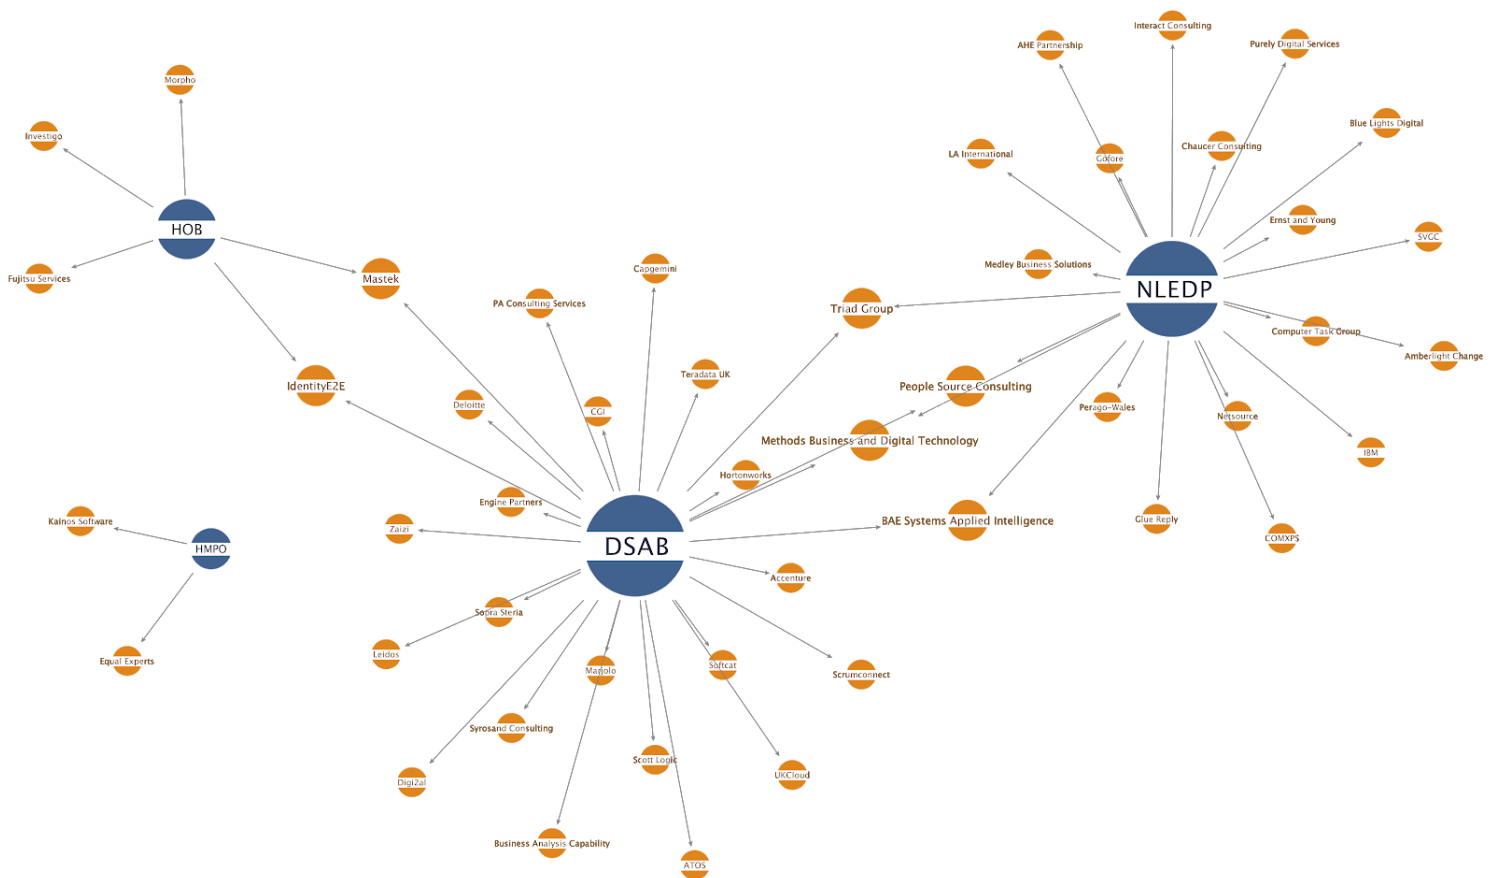 Interact Consulting
AHE Partnership
Purely Digital Services
Morpho
Blue Lights Digital
Investigo
Chaucer Consulting
LA International
Gofore
Ernst and Young
HOB
SVGC
Medley Business Solutions
Capgemini
Fujitsu Services
Mastek
NLEDP
PA Consulting Services
Triad Group
Computer Task Group
Amberlight Change
Teradata UK
IdentityE2E
People Source Consulting
Deloitte
CGI
Perago-Wales
Netsource
Methods Business and Digital Technology
IBM
Hortonworks
Engine Partners
Kainos Software
BAE Systems Applied Intelligence
Glue Reply
Zaizi
COMXPS
HMPO
DSAB
Accenture
Sopra Steria
Leidos
Equal Experts
Softcat
Marjolo
Scrumconnect
Syrosand Consulting
Scott Logic
UKCloud
Digi2al
Business Analysis Capability
ATOS